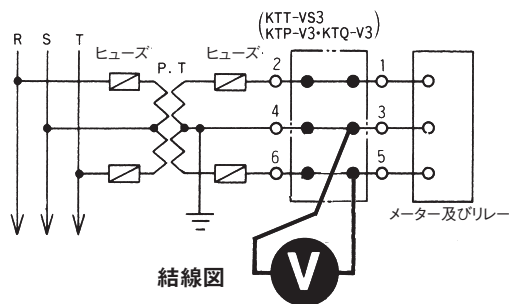 (KTT-VS3
KTP-V3・KTQ-V3)
R S T ヒューズ P.T ヒューズ 2 1
4 3
6 5
メーター及びリレー
V
結線図